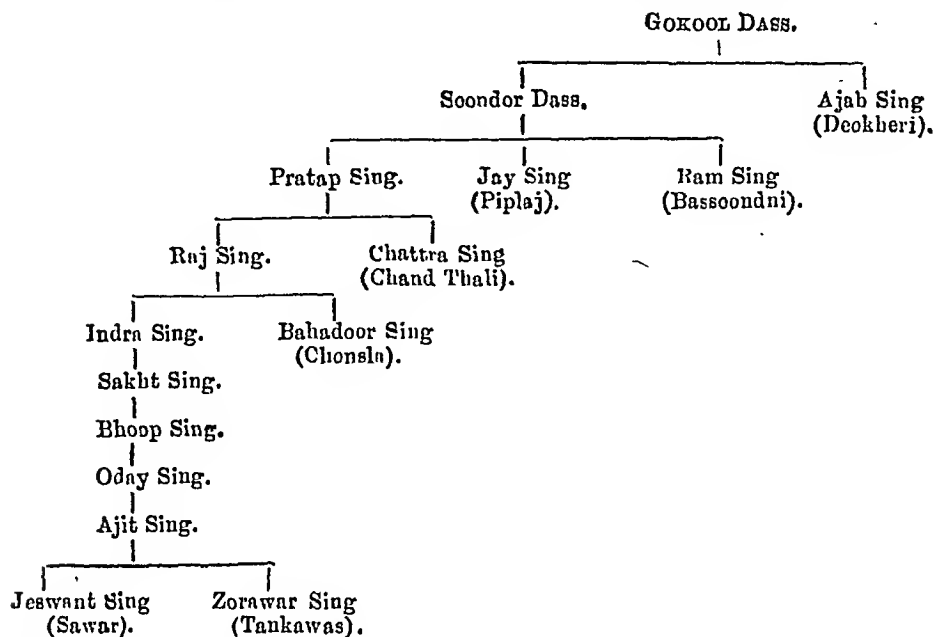 GOKOOL DASS.
Soondor Dass.
Ajab Sing
(Deokheri).
Pratap Sing.
Jay Sing
(Piplaj).
Ram Sing
(Bassoondni).
Raj Sing.
Chattra Sing
(Chand Thali).
Indra Sing.
Bahadoor Sing
(Chonsla).
Sakht Sing.
Bhoop Sing.
Oday Sing.
Ajit Sing.
Jeswant Sing
(Sawar).
Zorawar Sing
(Tankawas).